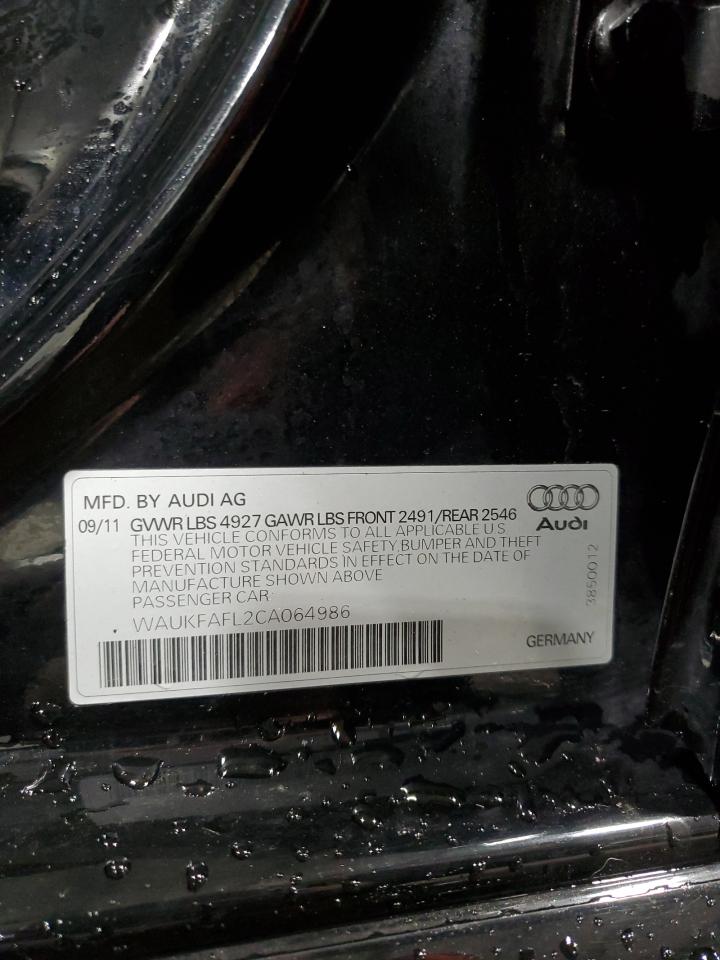 MFD. BY AUDI AG
09/11 GVWR LBS 4927 GAWR LBS FRONT 2491/REAR 2546
THIS VEHICLE CONFORMS TO ALL APPLICABLE U S
FEDERAL MOTOR VEHICLE SAFETY,BUMPER AND THEFT
PREVENTION STANDARDS IN EFFECT ON THE DATE OF
MANUFACTURE SHOWN ABOVE
PASSENGER CAR:
WAUKFAFL2CA064986
Audi
3850012
GERMANY